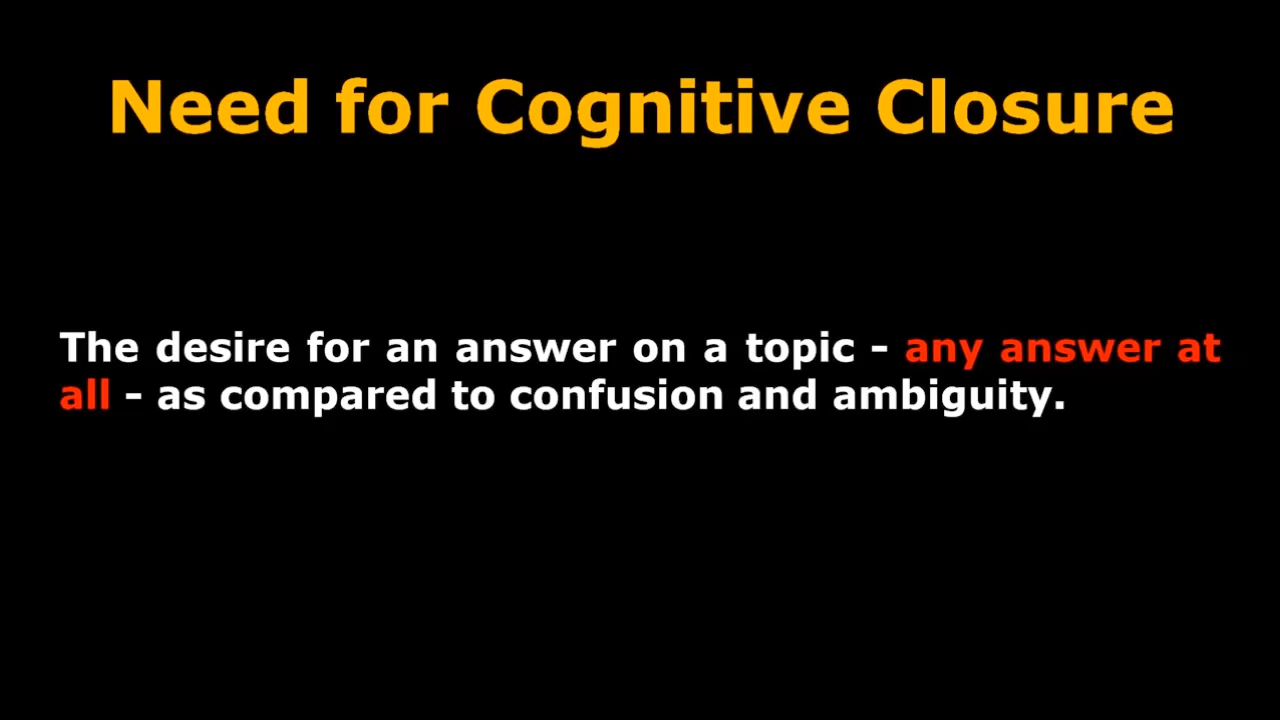 Need for Cognitive Closure
The desire for an answer on a topic - any answer at
all - as compared to confusion and ambiguity.